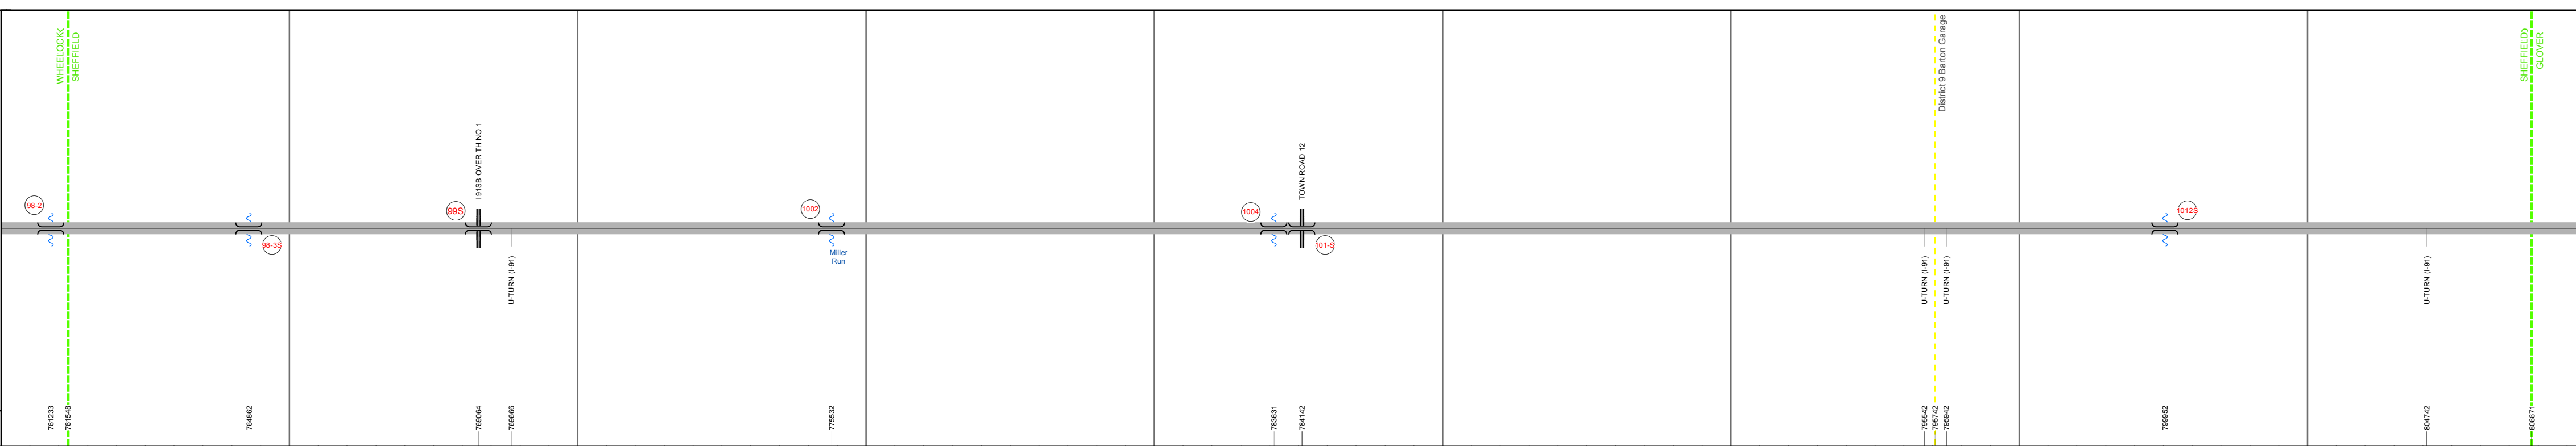 WHEELOCK(
SHEFFIELD
District 9 Barton Garage
SHEFFIELD)
GLOVER
I 91SB OVER TH NO 1
TOWN ROAD 12
98-2
98-3S
99S
1002
1004
101-S
1012S
Miller
Run
U-TURN (I-91)
U-TURN (I-91)
U-TURN (I-91)
U-TURN (I-91)
761233
761548
764862
769064
769666
775532
783631
784142
795542
795742
795942
799952
804742
806671